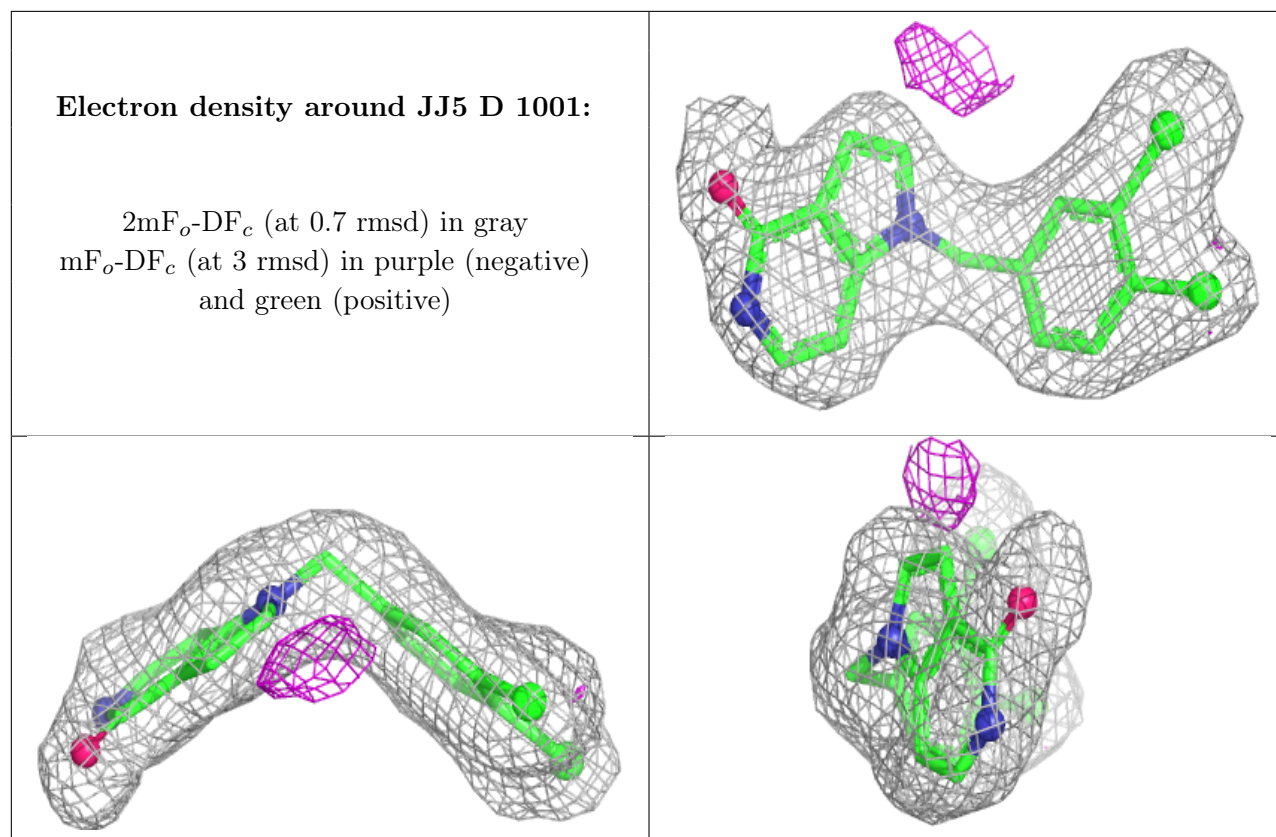 Electron density around JJ5 D 1001:
2mFₒ-DF𝑐 (at 0.7 rmsd) in gray
mFₒ-DF𝑐 (at 3 rmsd) in purple (negative)
and green (positive)